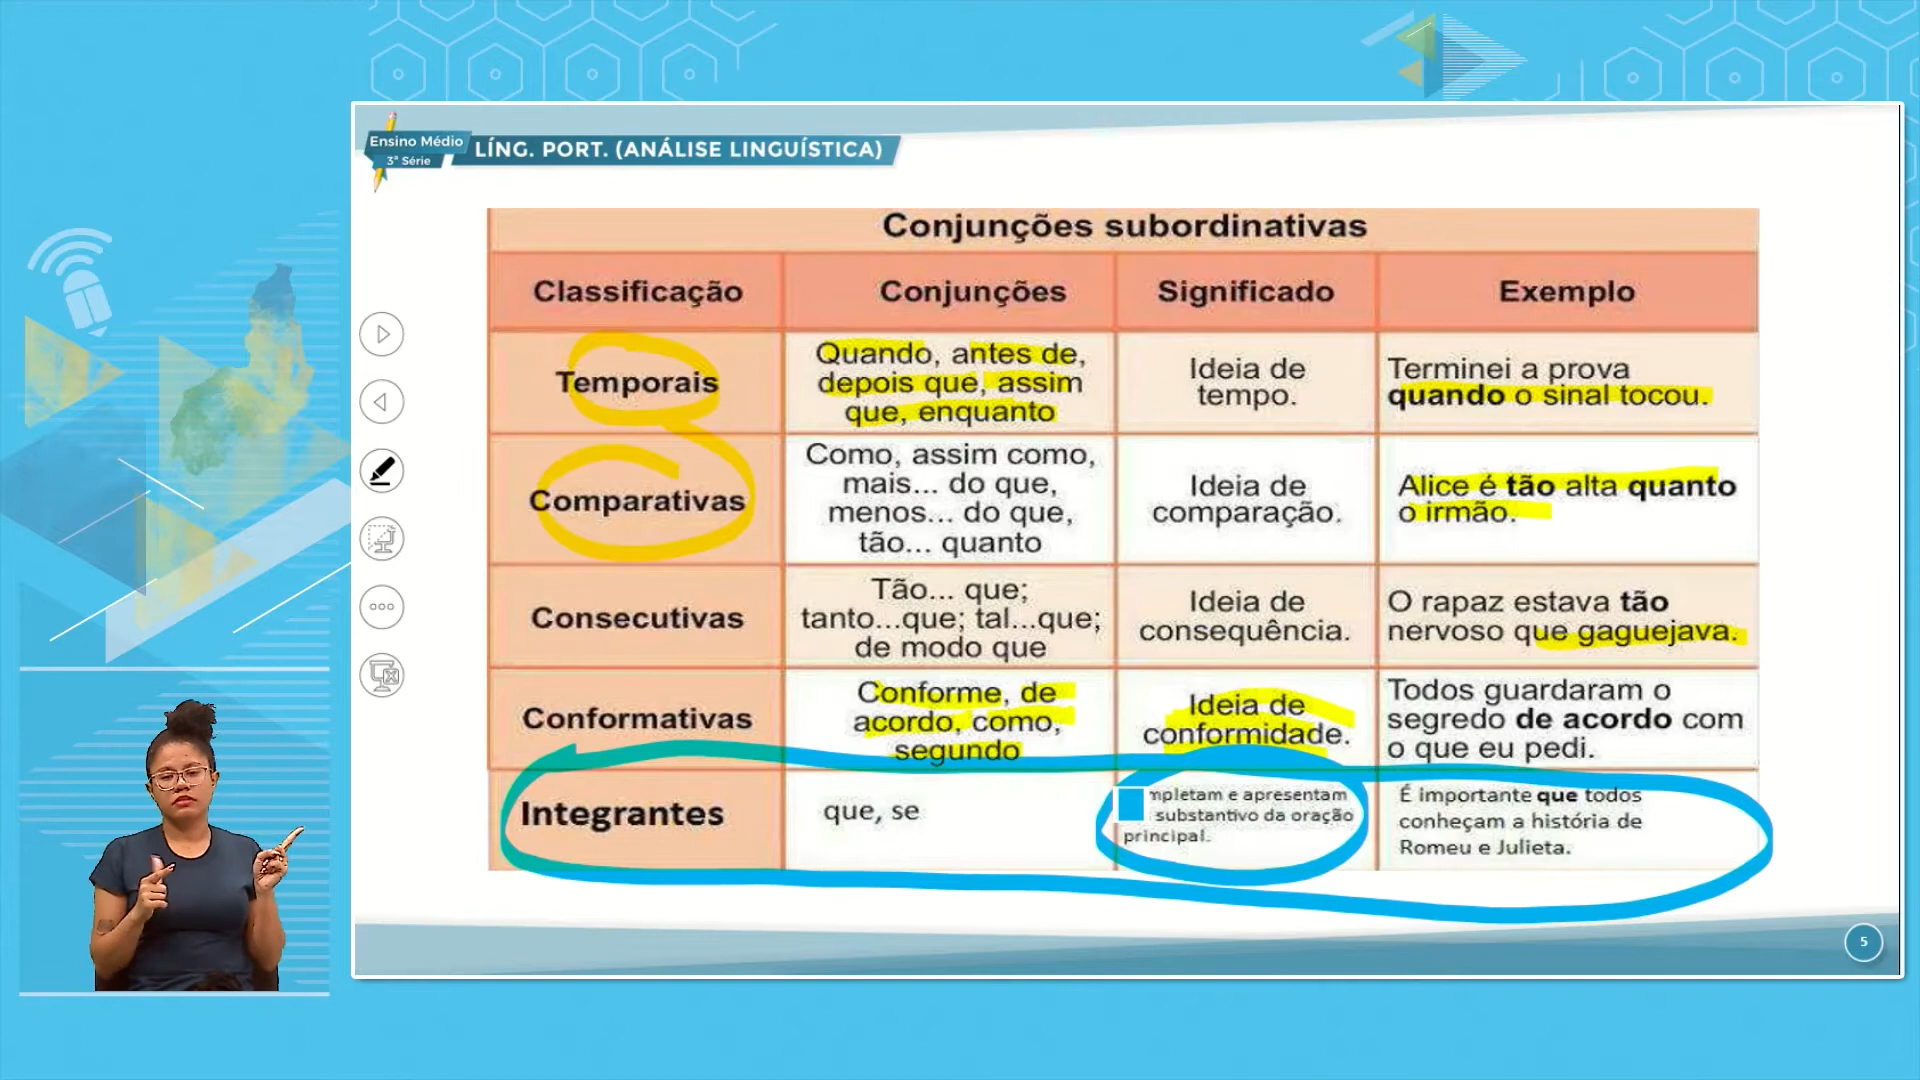 Ensino Médio
3ª Série
LÍNG. PORT. (ANÁLISE LINGUÍSTICA)
Conjunções subordinativas
Classificação
Conjunções
Significado
Exemplo
Temporais
Quando, antes de,
depois que, assim
que, enquanto
Ideia de
tempo.
Terminei a prova
quando o sinal tocou.
Comparativas
Como, assim como,
mais... do que,
menos... do que,
tão... quanto
Ideia de
comparação.
Alice é tão alta quanto
o irmão.
Consecutivas
Tão... que;
tanto...que; tal...que;
de modo que
Ideia de
consequência.
O rapaz estava tão
nervoso que gaguejava.
Conformativas
Conforme, de
acordo, como,
segundo
Ideia de
conformidade.
Todos guardaram o
segredo de acordo com
o que eu pedi.
Integrantes
que, se
mpletam e apresentam
substantivo da oração
principal.
É importante que todos
conheçam a história de
Romeu e Julieta.
5